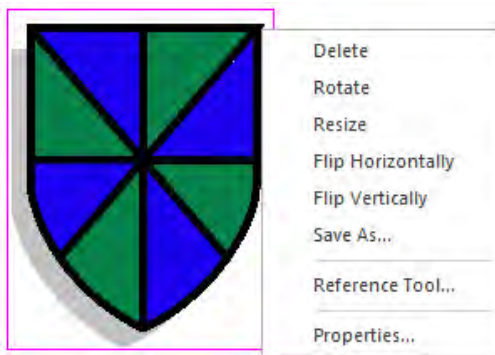 Delete
Rotate
Resize
Flip Horizontally
Flip Vertically
Save As...
Reference Tool...
Properties...